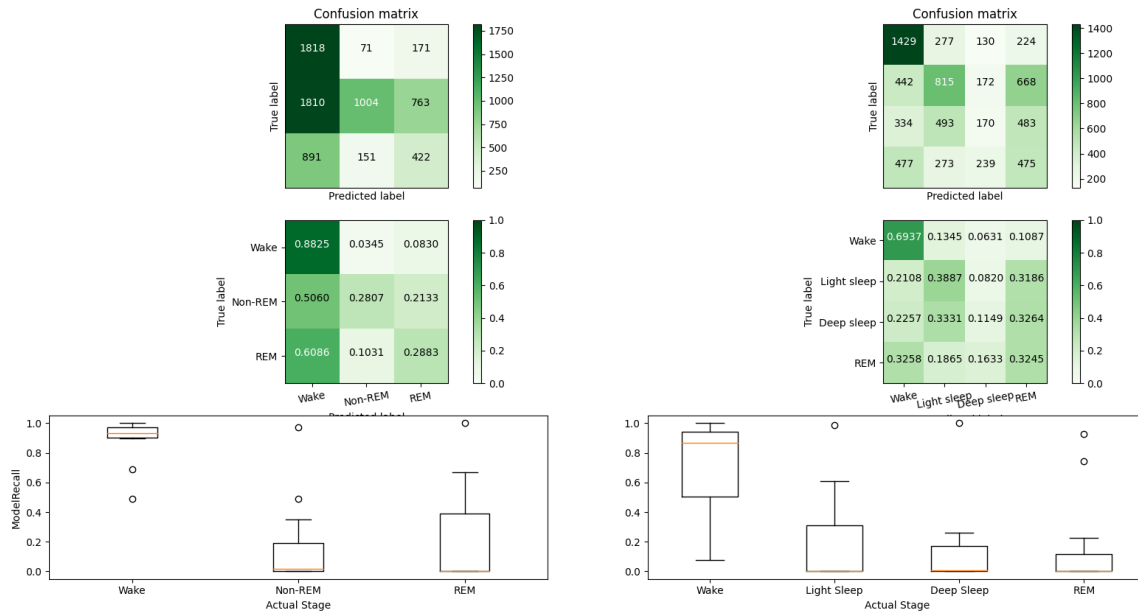 Confusion matrix
1818 71 171
1810 1004 763
891 151 422
True label
Predicted label
1750
1500
1250
1000
750
500
250
Wake 0.8825 0.0345 0.0830
Non-REM 0.5060 0.2807 0.2133
REM 0.6086 0.1031 0.2883
True label
Wake Non-REM REM
Predicted label
1.0
0.8
0.6
0.4
0.2
0.0
Confusion matrix
1429 277 130 224
442 815 172 668
334 493 170 483
477 273 239 475
True label
Predicted label
1400
1200
1000
800
600
400
200
Wake 0.6937 0.1345 0.0631 0.1087
Light sleep 0.2108 0.3887 0.0820 0.3186
Deep sleep 0.2257 0.3331 0.1149 0.3264
REM 0.3258 0.1865 0.1633 0.3245
True label
Wake Light sleep Deep sleep REM
1.0
0.8
0.6
0.4
0.2
0.0
ModelRecall
1.0
0.8
0.6
0.4
0.2
0.0
Wake Non-REM REM
Actual Stage
1.0
0.8
0.6
0.4
0.2
0.0
Wake Light Sleep Deep Sleep REM
Actual Stage